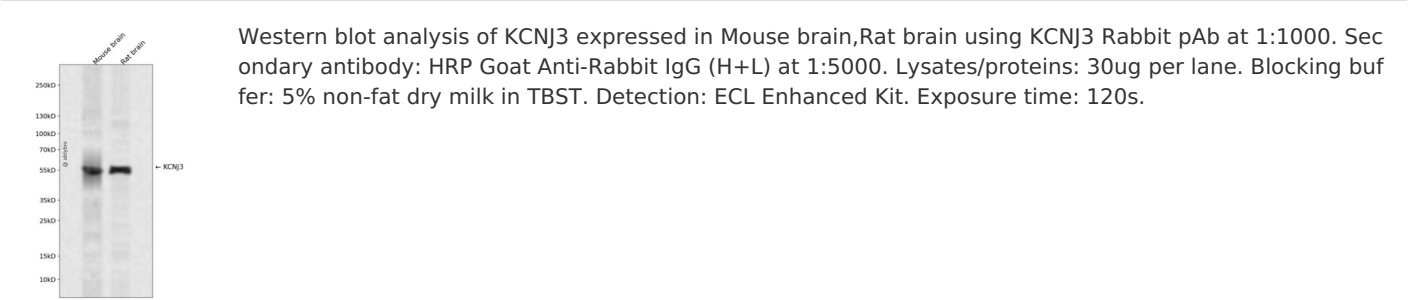 Mouse brain
Rat brain
Western blot analysis of KCNJ3 expressed in Mouse brain,Rat brain using KCNJ3 Rabbit pAb at 1:1000. Sec
ondary antibody: HRP Goat Anti-Rabbit IgG (H+L) at 1:5000. Lysates/proteins: 30ug per lane. Blocking buf
fer: 5% non-fat dry milk in TBST. Detection: ECL Enhanced Kit. Exposure time: 120s.
250kD
130kD
100kD
70kD
55kD
← KCNJ3
35kD
25kD
15kD
10kD